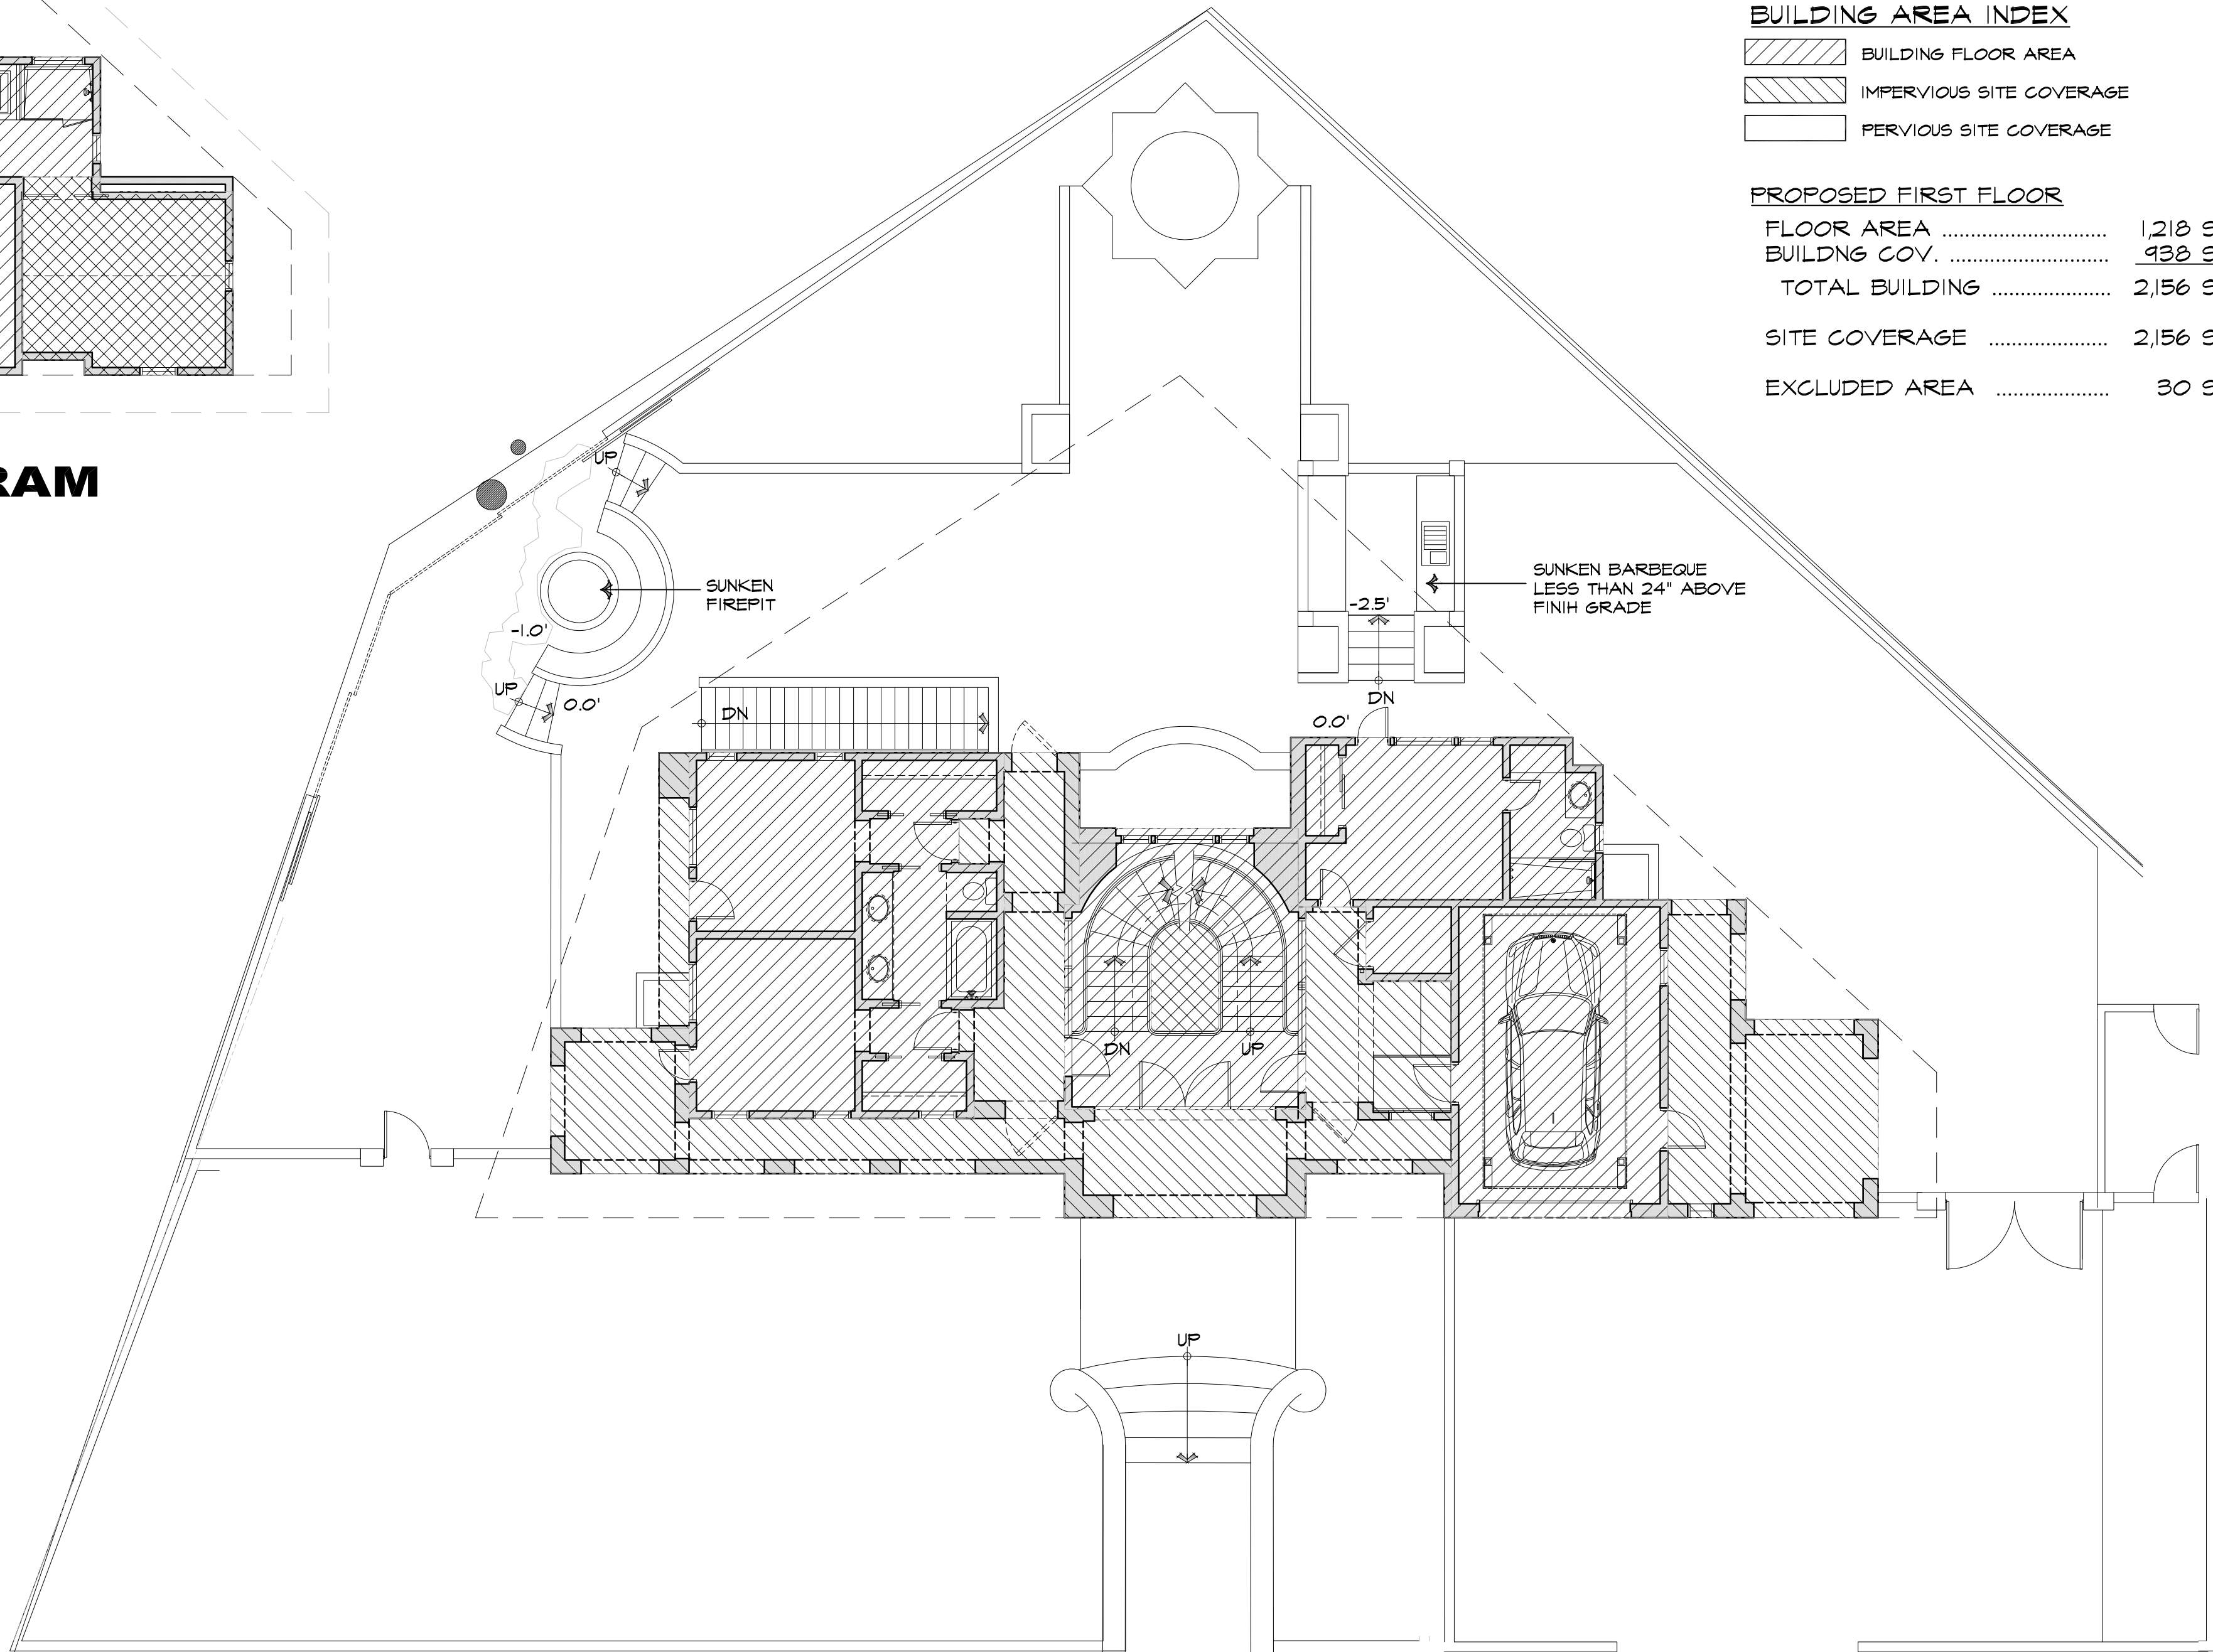 BUILDING AREA INDEX
BUILDING FLOOR AREA
IMPERVIOUS SITE COVERAGE
PERVIOUS SITE COVERAGE
PROPOSED FIRST FLOOR
FLOOR AREA ............................. 1,218 S
BUILDNG COV. ............................ 938 S
TOTAL BUILDING ..................... 2,156 S
SITE COVERAGE ..................... 2,156 S
EXCLUDED AREA .................... 30 S
RAM
UP
SUNKEN
FIREPIT
-1.0'
UP
0.0'
DN
SUNKEN BARBEQUE
LESS THAN 24" ABOVE
FINIH GRADE
-2.5'
DN
0.0'
DN
UP
UP